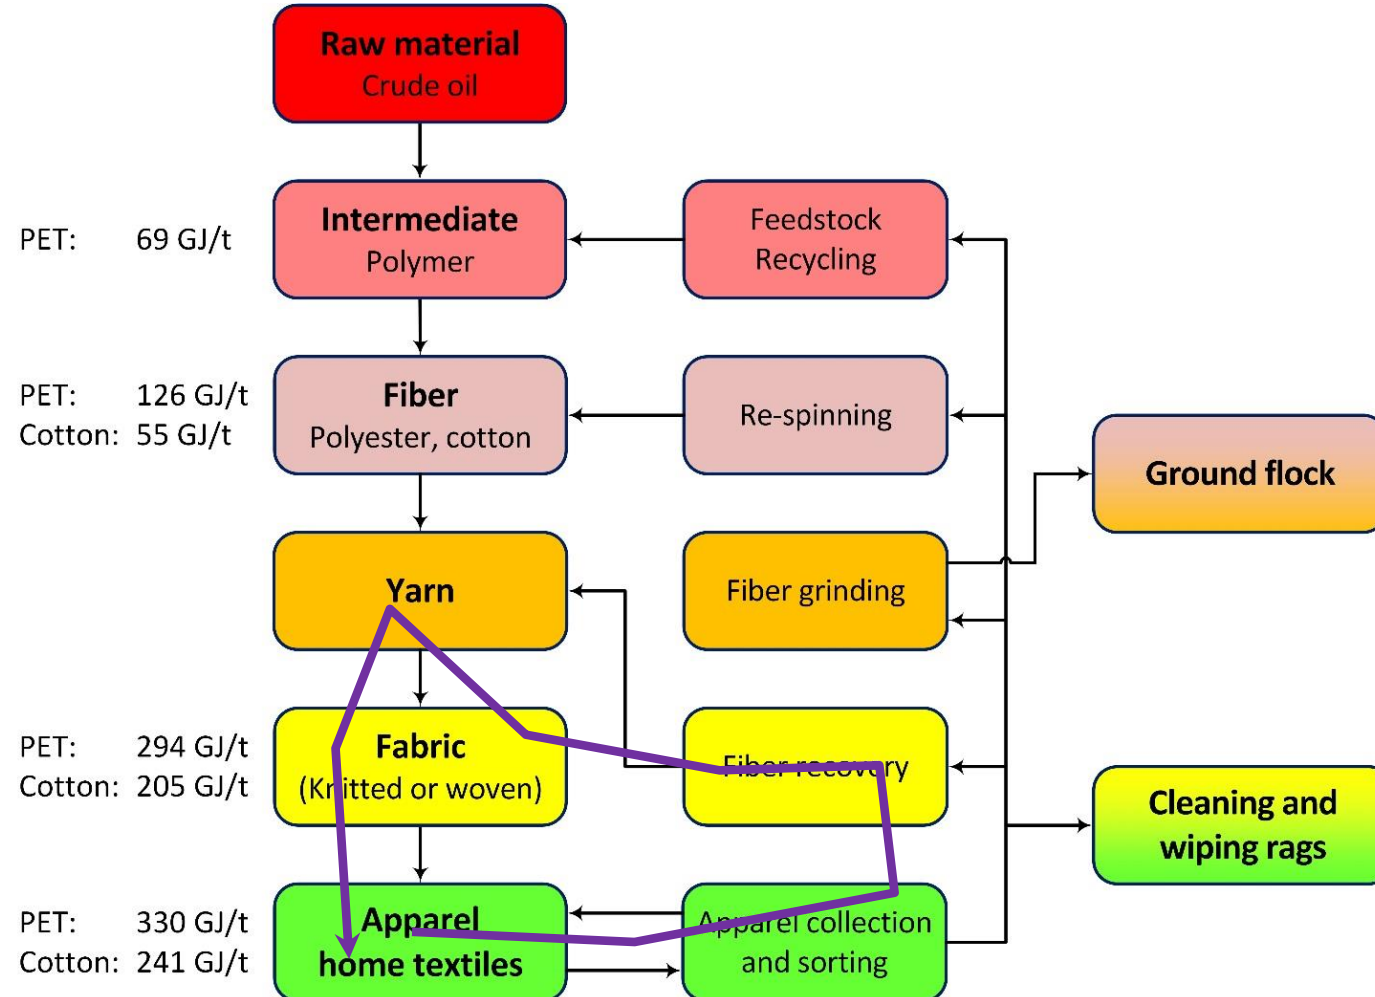 Raw material
Crude oil
PET: 69 GJ/t
Intermediate
Polymer
Feedstock
Recycling
PET: 126 GJ/t
Cotton: 55 GJ/t
Fiber
Polyester, cotton
Re-spinning
Ground flock
Yarn
Fiber grinding
PET: 294 GJ/t
Cotton: 205 GJ/t
Fabric
(Knitted or woven)
Fiber recovery
Cleaning and
wiping rags
PET: 330 GJ/t
Cotton: 241 GJ/t
Apparel
home textiles
Apparel collection
and sorting